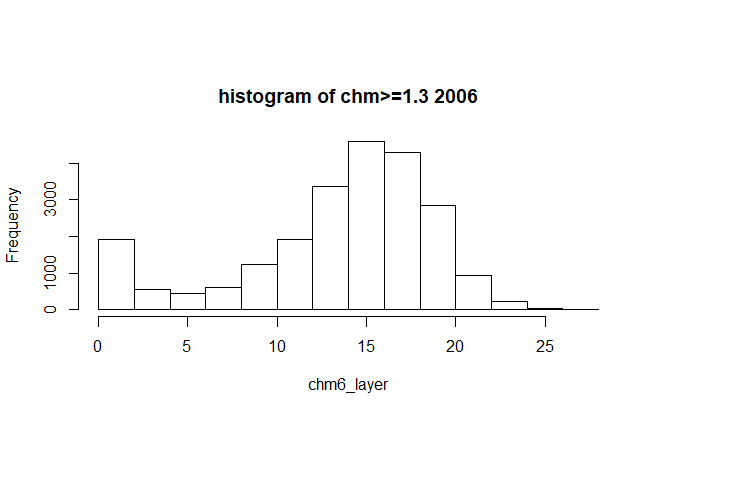 histogram of chm>=1.3 2006
Frequency
3000
1000
0
0 5 10 15 20 25
chm6_layer